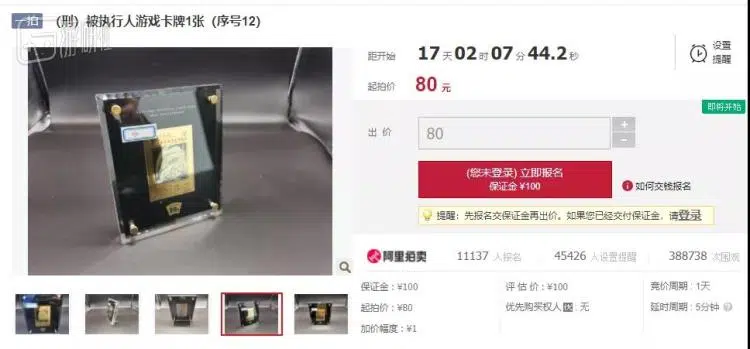 一拍
(刑) 被执行人游戏卡牌1张 (序号12)
游研社
距开始 17 天 02 时 07 分 44.2 秒
设置提醒
起拍价 80 元
即将开始
出 价 80 + −
(您未登录) 立即报名
保证金 ¥100
如何交钱报名
提醒:先报名交保证金再出价。如果您已经交付保证金,请登录
阿里拍卖 11137 人报名 45426 人设置提醒 388738 次围观
保证金:¥100 评 估 价:¥100 竞价周期:1天
起拍价:¥80 优先购买权人:无 延时周期:5分钟
加价幅度:¥1